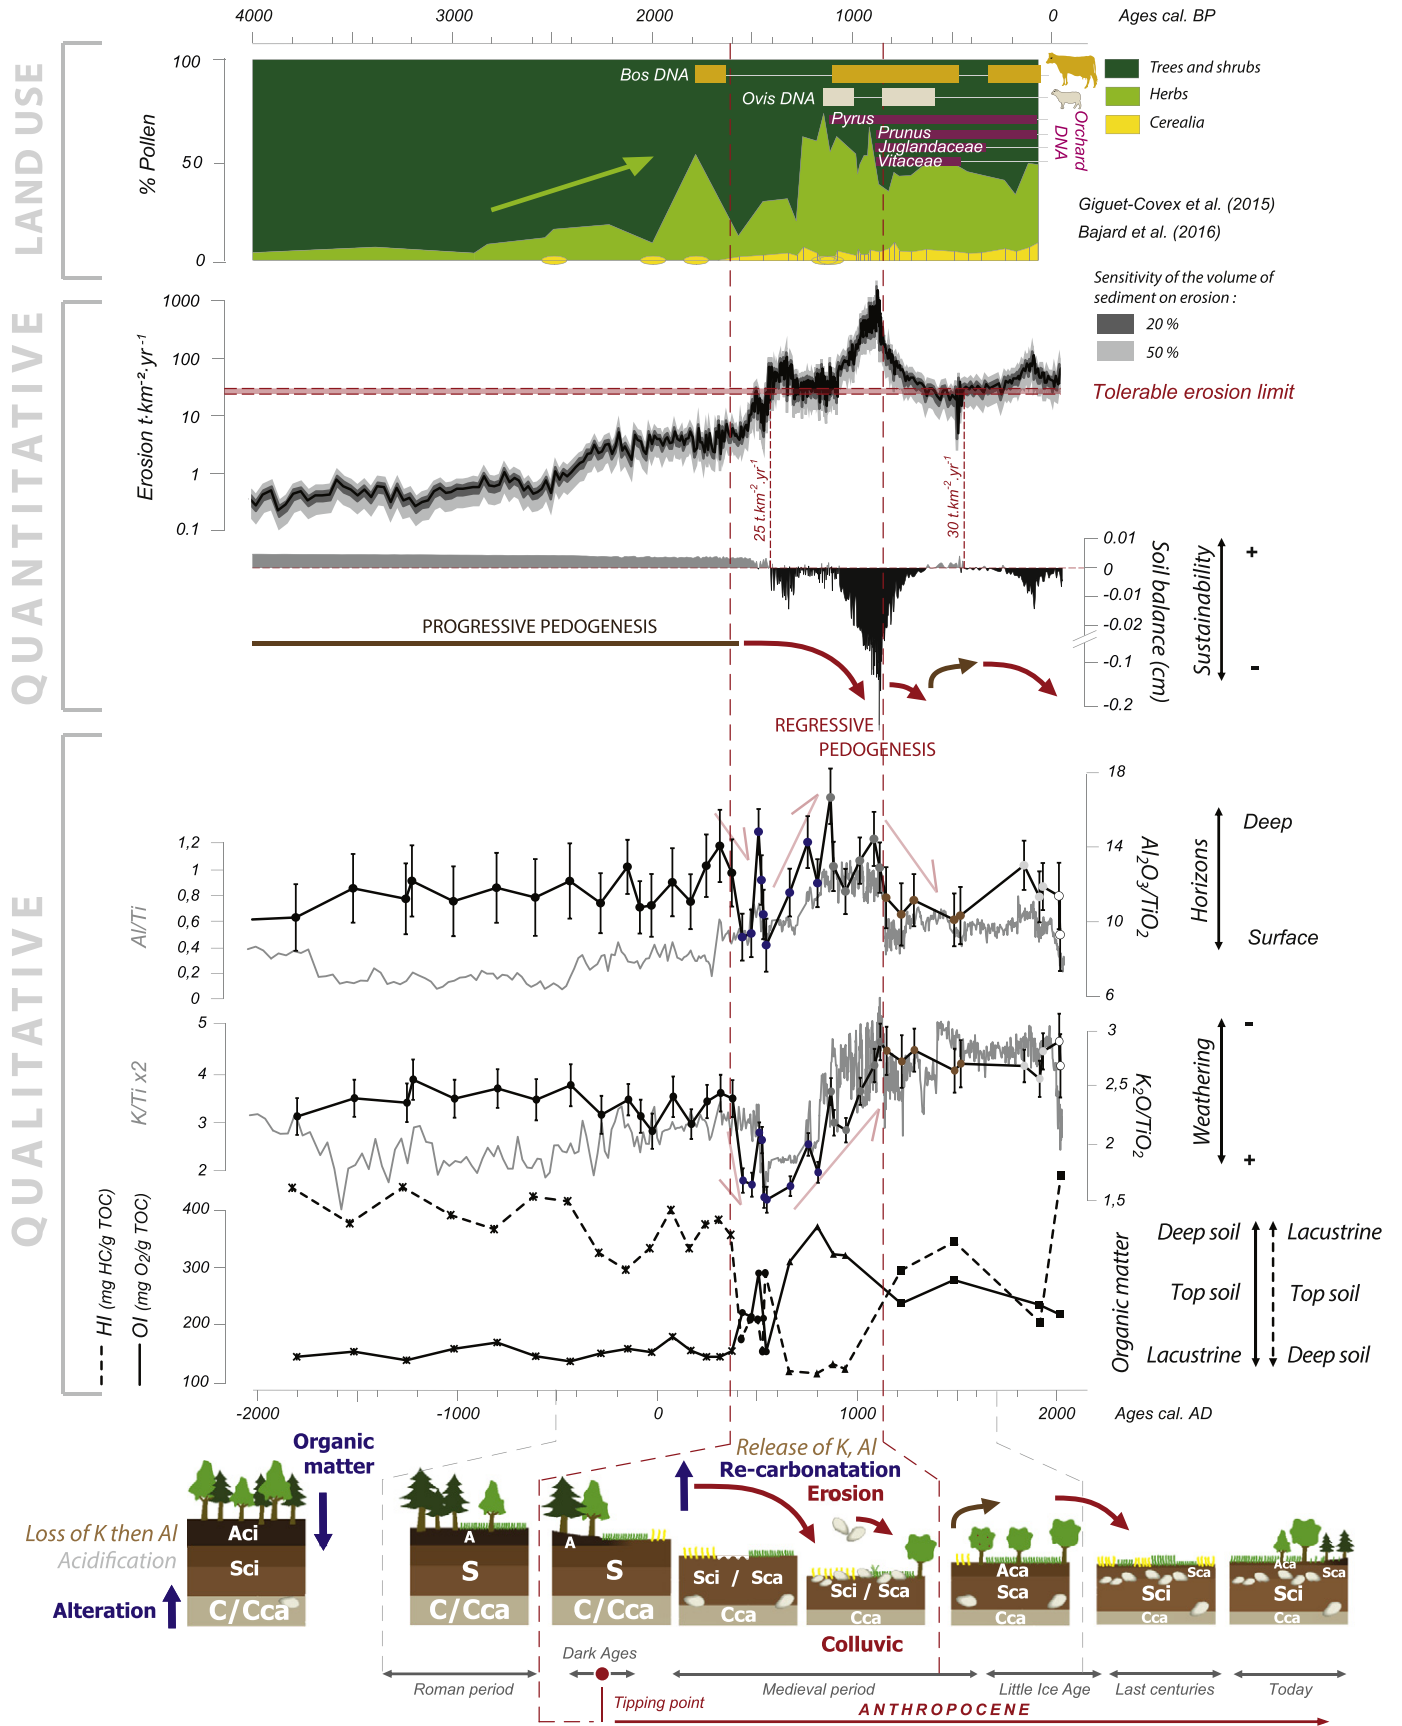 4000 3000 2000 1000 0 Ages cal. BP
LAND USE
% Pollen
100
50
0
Bos DNA
Ovis DNA
Pyrus
Prunus
Juglandaceae
Vitaceae
Orchard
DNA
Trees and shrubs
Herbs
Cerealia
Giguet-Covex et al. (2015)
Bajard et al. (2016)
Sensitivity of the volume of
sediment on erosion :
20 %
50 %
QUANTITATIVE
Erosion t·km⁻²·yr⁻¹
1000
100
10
1
0.1
Tolerable erosion limit
25 t.km⁻².yr⁻¹
30 t.km⁻².yr⁻¹
0.01
0
-0.01
-0.02
-0.1
-0.2
Soil balance (cm)
Sustainability
+
-
PROGRESSIVE PEDOGENESIS
REGRESSIVE
PEDOGENESIS
QUALITATIVE
Al/Ti
1,2
1
0,8
0,6
0,4
0,2
0
18
14
10
6
Al₂O₃/TiO₂
Horizons
Deep
Surface
K/Ti x2
5
4
3
2
3
2,5
2
1,5
K₂O/TiO₂
Weathering
-
+
HI (mg HC/g TOC)
OI (mg O₂/g TOC)
400
300
200
100
Organic matter
Deep soil Lacustrine
Top soil Top soil
Lacustrine Deep soil
-2000 -1000 0 1000 2000 Ages cal. AD
Organic
matter
Loss of K then Al
Acidification
Alteration
Release of K, Al
Re-carbonatation
Erosion
Aci
Sci
C/Cca
A
S
C/Cca
A
S
C/Cca
Sci / Sca
Cca
Sci / Sca
Cca
Colluvic
Aca
Sca
Cca
Sca
Sci
Cca
Aca
Sca
Sci
Cca
Dark Ages
Roman period
Medieval period
Little Ice Age
Last centuries
Today
Tipping point
ANTHROPOCENE